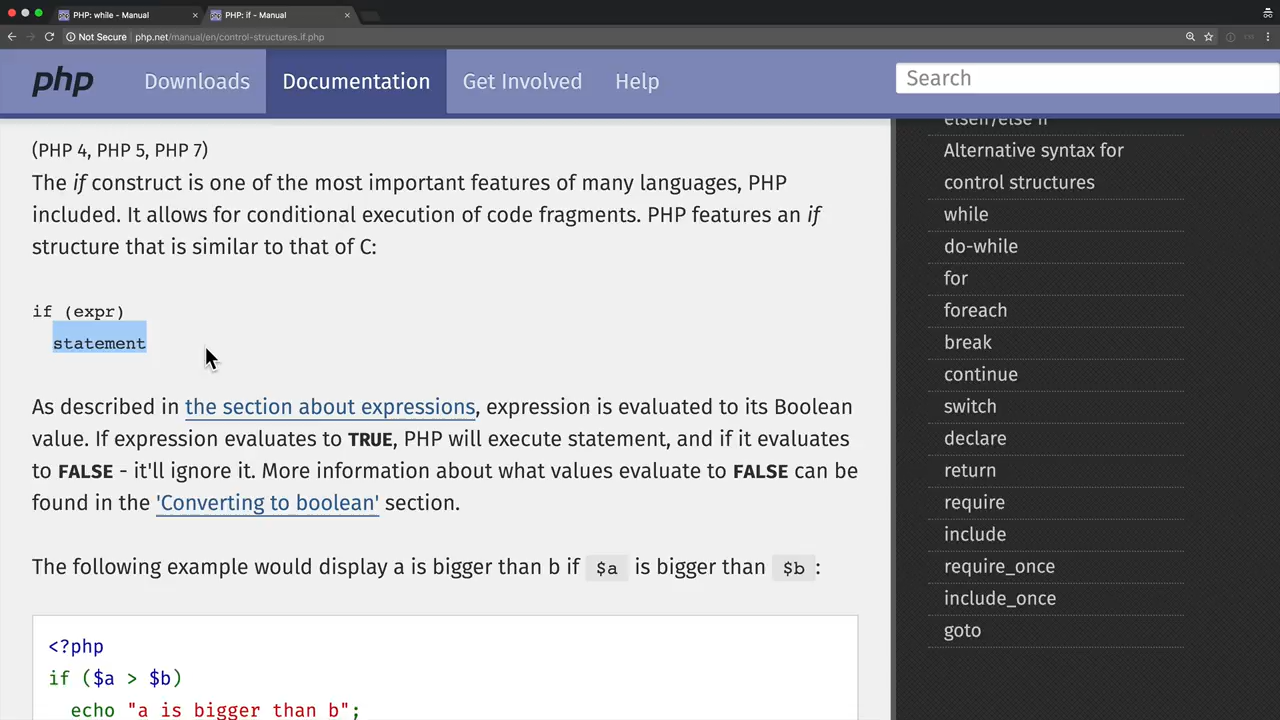 PHP: while - Manual
PHP: if - Manual
Not Secure php.net/manual/en/control-structures.if.php
php Downloads Documentation Get Involved Help Search
(PHP 4, PHP 5, PHP 7)
The if construct is one of the most important features of many languages, PHP
included. It allows for conditional execution of code fragments. PHP features an if
structure that is similar to that of C:
if (expr)
statement
As described in the section about expressions, expression is evaluated to its Boolean
value. If expression evaluates to TRUE, PHP will execute statement, and if it evaluates
to FALSE - it'll ignore it. More information about what values evaluate to FALSE can be
found in the 'Converting to boolean' section.
The following example would display a is bigger than b if $a is bigger than $b:
<?php
if ($a > $b)
echo "a is bigger than b";
elseif/else if
Alternative syntax for
control structures
while
do-while
for
foreach
break
continue
switch
declare
return
require
include
require_once
include_once
goto